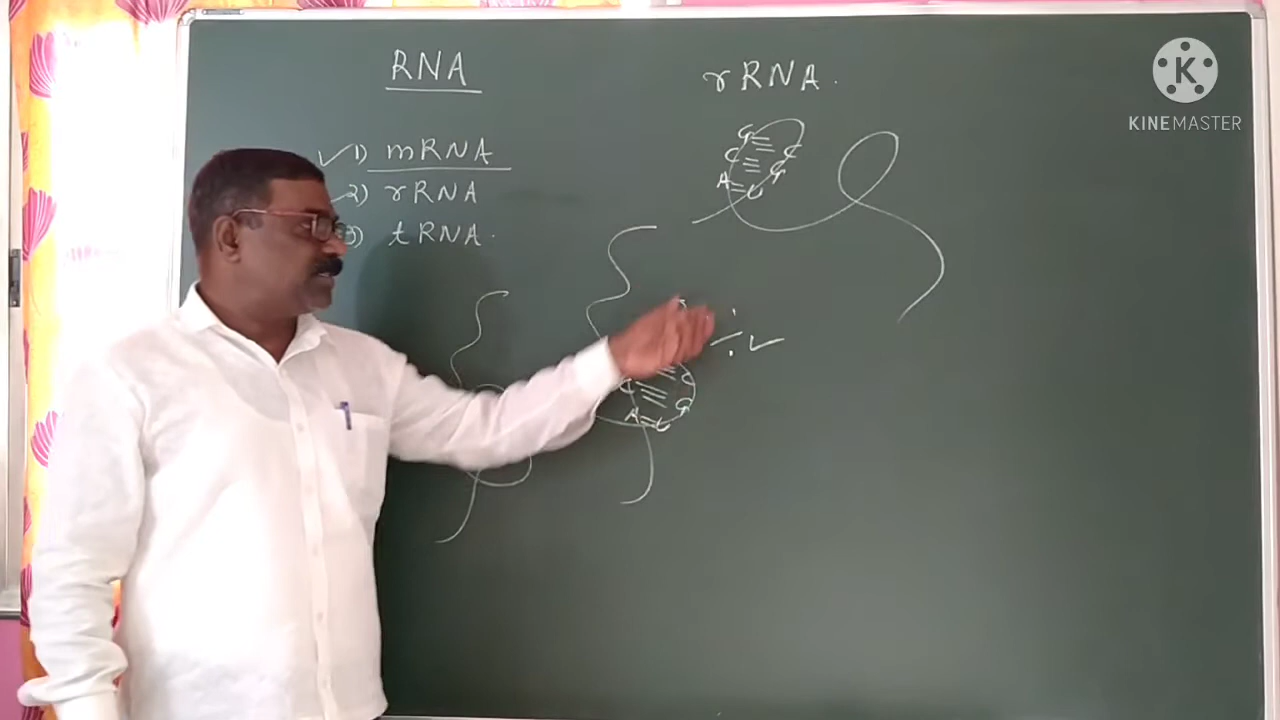 RNA
1) mRNA
2) rRNA
3) tRNA.
rRNA.
G C
C G
A U
C
C G
A U
KINEMASTER